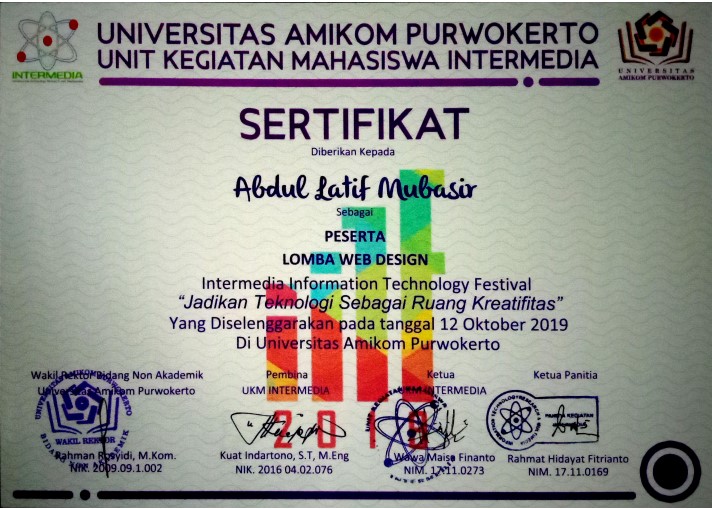 UNIVERSITAS AMIKOM PURWOKERTO
UNIT KEGIATAN MAHASISWA INTERMEDIA
INTERMEDIA
UNIVERSITAS
AMIKOM PURWOKERTO
SERTIFIKAT
Diberikan Kepada
Abdul Latif Mubasir
Sebagai
PESERTA
LOMBA WEB DESIGN
Intermedia Information Technology Festival
“Jadikan Teknologi Sebagai Ruang Kreatifitas”
Yang Diselenggarakan pada tanggal 12 Oktober 2019
Di Universitas Amikom Purwokerto
Wakil Rektor Bidang Non Akademik
Universitas Amikom Purwokerto
WAKIL REKTOR
Rahman Rosyidi, M.Kom.
NIK. 2009.09.1.002
Pembina
UKM INTERMEDIA
Kuat Indartono, S.T, M.Eng
NIK. 2016 04.02.076
2019
Ketua
UKM INTERMEDIA
Wawa Maisa Finanto
NIM. 17.11.0273
Ketua Panitia
PANITIA KEGIATAN
Rahmat Hidayat Fitrianto
NIM. 17.11.0169